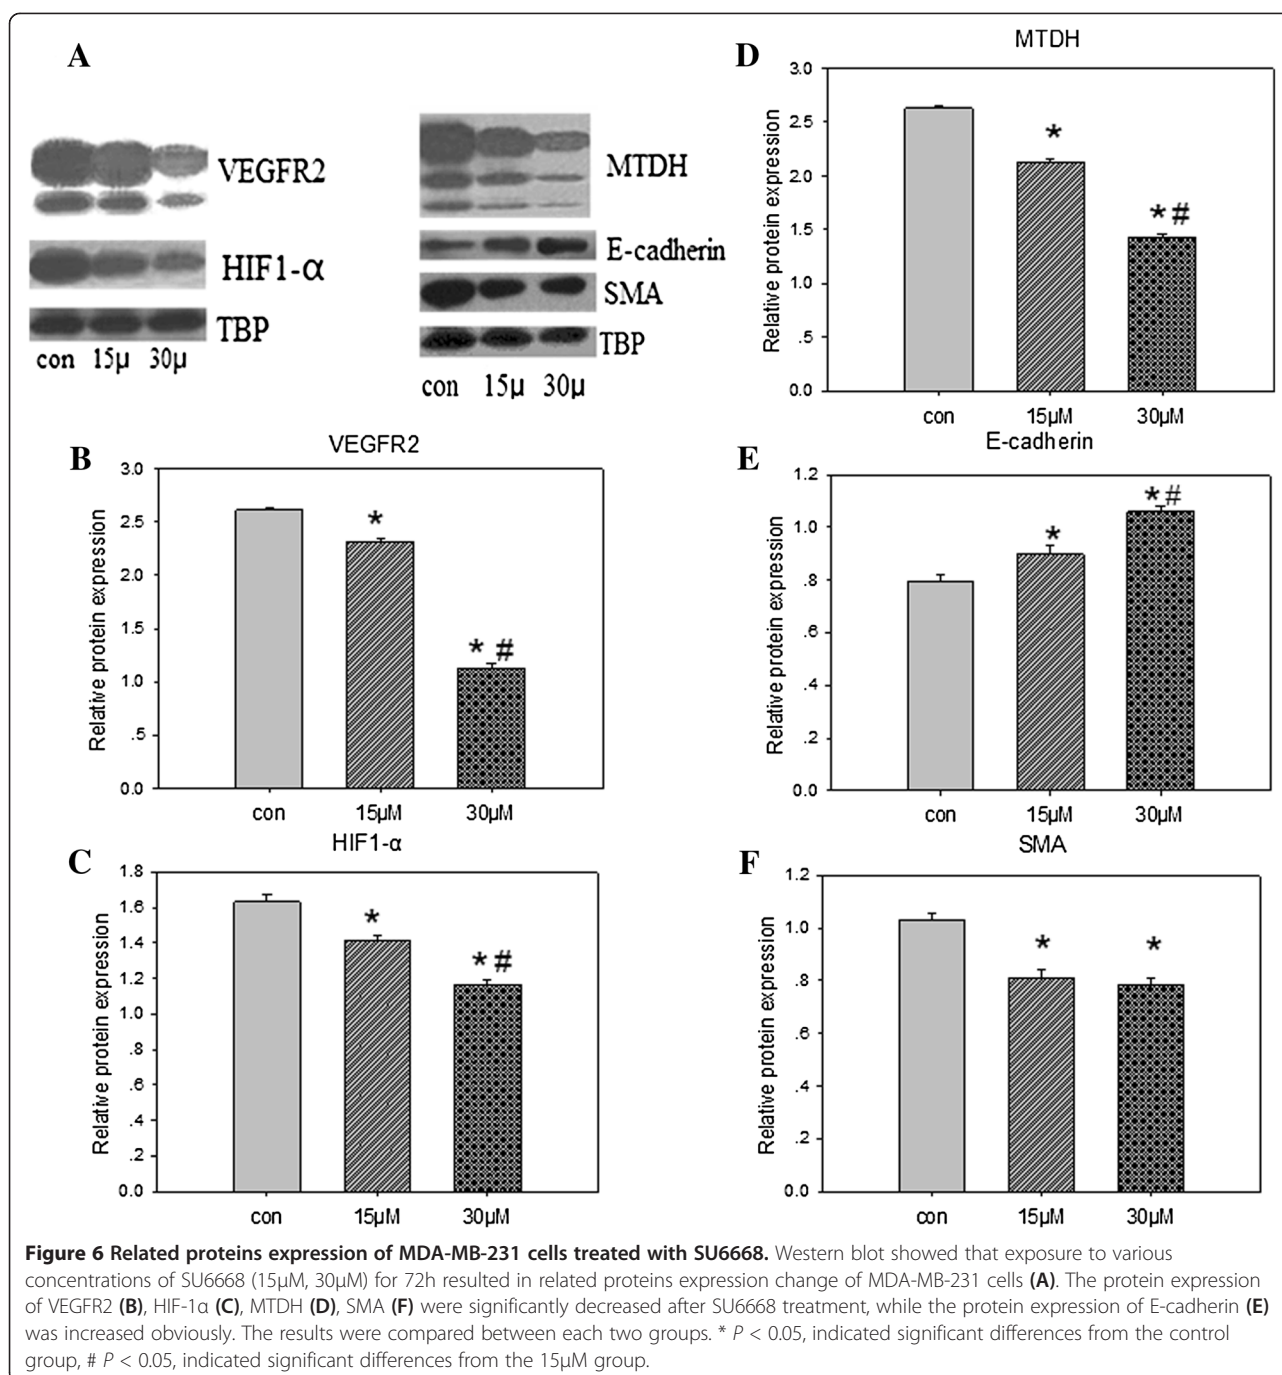 A
VEGFR2
HIF1-α
TBP
con 15μ 30μ
MTDH
E-cadherin
SMA
TBP
con 15μ 30μ
B
VEGFR2
Relative protein expression
3.0
2.5
2.0
1.5
1.0
.5
0.0
*
* #
con 15μM 30μM
C
HIF1-α
Relative protein expression
1.8
1.6
1.4
1.2
1.0
.8
.6
.4
.2
0.0
*
* #
con 15μM 30μM
D
MTDH
Relative protein expression
3.0
2.5
2.0
1.5
1.0
.5
0.0
*
* #
con 15μM 30μM
E
E-cadherin
Relative protein expression
1.2
1.0
.8
.6
.4
.2
0.0
*
* #
con 15μM 30μM
F
SMA
Relative protein expression
1.2
1.0
.8
.6
.4
.2
0.0
*
*
con 15μM 30μM
Figure 6 Related proteins expression of MDA-MB-231 cells treated with SU6668. Western blot showed that exposure to various
concentrations of SU6668 (15μM, 30μM) for 72h resulted in related proteins expression change of MDA-MB-231 cells (A). The protein expression
of VEGFR2 (B), HIF-1α (C), MTDH (D), SMA (F) were significantly decreased after SU6668 treatment, while the protein expression of E-cadherin (E)
was increased obviously. The results were compared between each two groups. * P < 0.05, indicated significant differences from the control
group, # P < 0.05, indicated significant differences from the 15μM group.